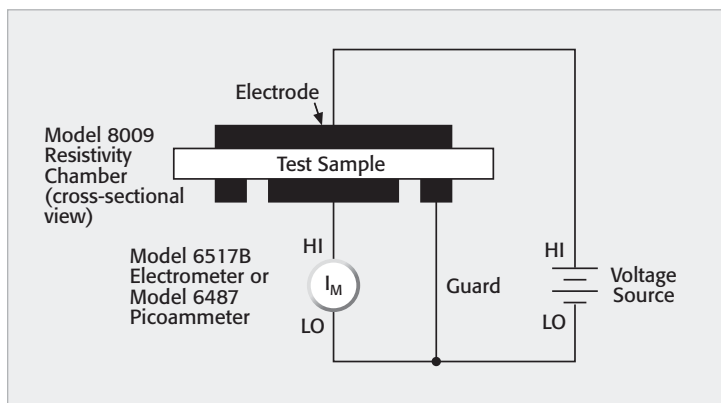 Electrode
Model 8009
Resistivity
Chamber
(cross-sectional
view)
Test Sample
HI
Model 6517B
Electrometer or
Model 6487
Picoammeter
IM
LO
Guard
HI
Voltage
Source
LO